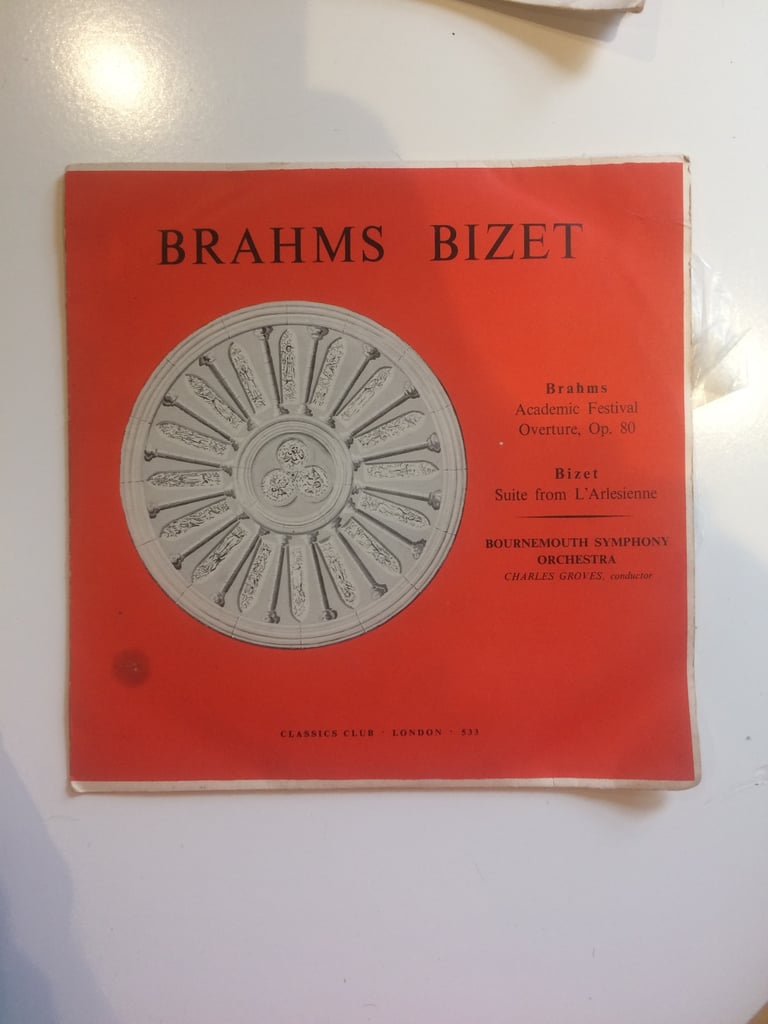 BRAHMS BIZET
Brahms
Academic Festival
Overture, Op. 80
Bizet
Suite from L'Arlesienne
BOURNEMOUTH SYMPHONY
ORCHESTRA
CHARLES GROVES, conductor
CLASSICS CLUB · LONDON · 533